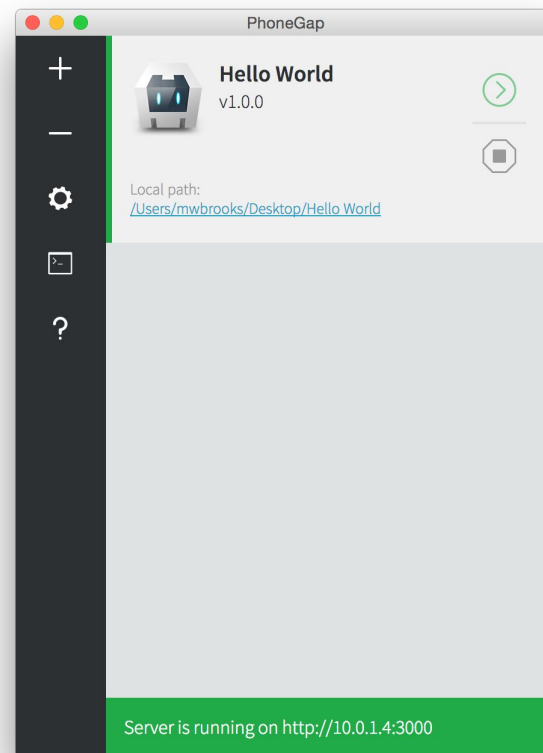 PhoneGap
Hello World
v1.0.0
Local path:
/Users/mwbrooks/Desktop/Hello World
Server is running on http://10.0.1.4:3000